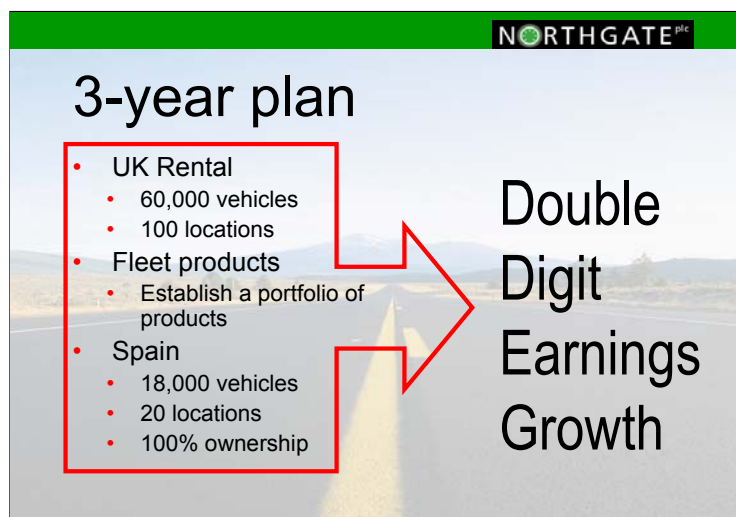 NORTHGATE plc
3-year plan
• UK Rental
• 60,000 vehicles
• 100 locations
• Fleet products
• Establish a portfolio of
products
• Spain
• 18,000 vehicles
• 20 locations
• 100% ownership
Double
Digit
Earnings
Growth